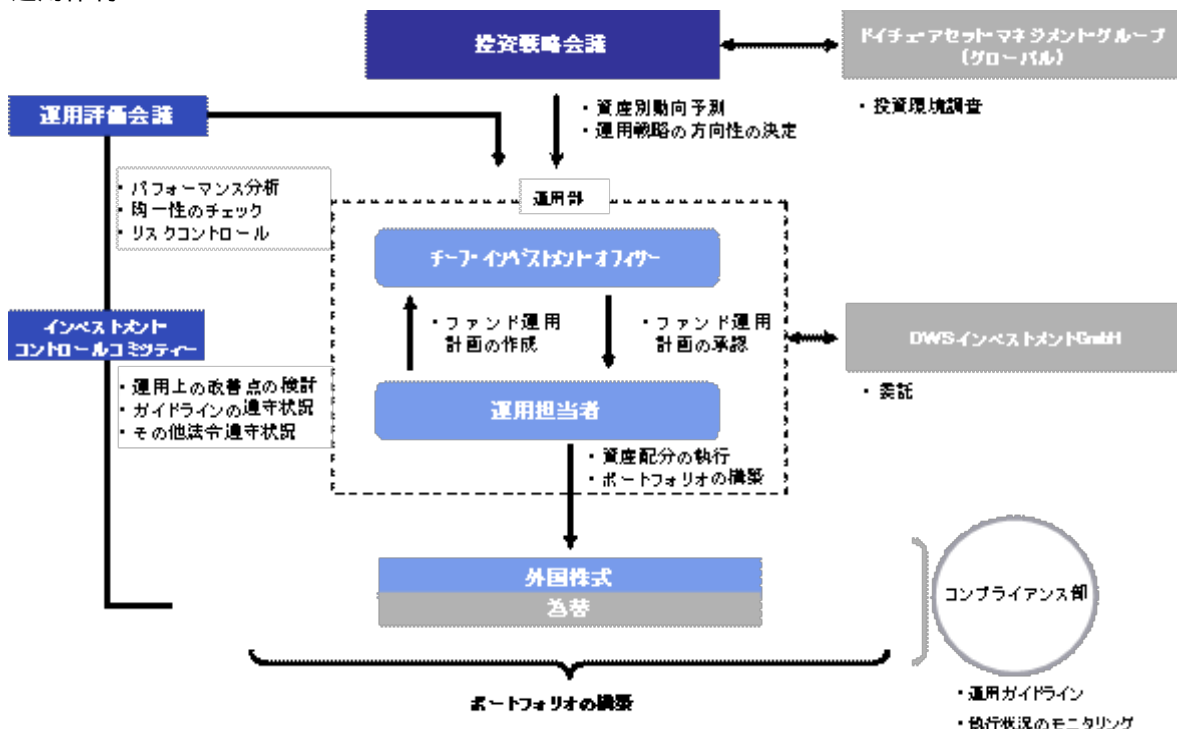 投資戦略会議
ドイチェ・アセット・マネジメント・グループ
(グローバル)
・投資環境調査
・資産別動向予測
・運用戦略の方向性の決定
運用評価会議
・パフォーマンス分析
・均一性のチェック
・リスクコントロール
運用部
チーフ・インベストメント・オフィサー
・ファンド運用
計画の作成
・ファンド運用
計画の承認
インベストメント
コントロールコミッティー
・運用上の改善点の検討
・ガイドラインの遵守状況
・その他法令遵守状況
DWSインベストメントGmbH
・委託
運用担当者
・資産配分の執行
・ポートフォリオの構築
外国株式
為替
コンプライアンス部
・運用ガイドライン
・執行状況のモニタリング
ポートフォリオの構築